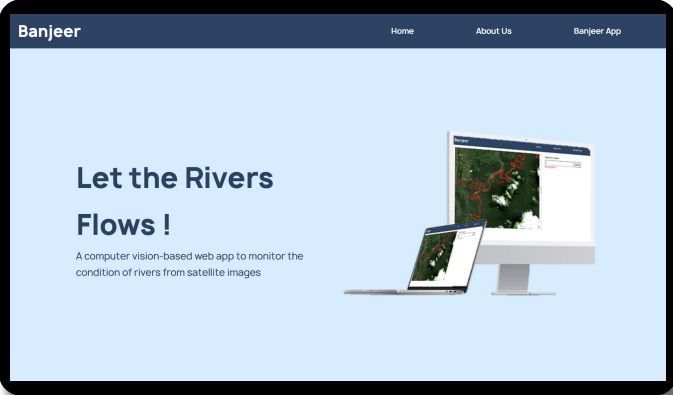 Banjeer
Home
About Us
Banjeer App
Let the Rivers
Flows !
A computer vision-based web app to monitor the
condition of rivers from satellite images
Banjeer